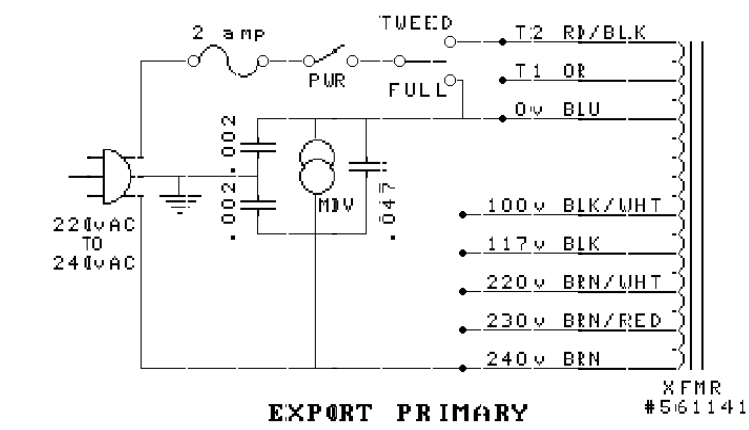 TWEED
2 amp
T2 RD/BLK
PWR
T1 OR
FULL
0v BLU
.002
.002
MOV
.047
220vAC
TO
240vAC
100v BLK/WHT
117v BLK
220v BRN/WHT
230v BRN/RED
240v BRN
XFMR
#561141
EXPORT PRIMARY